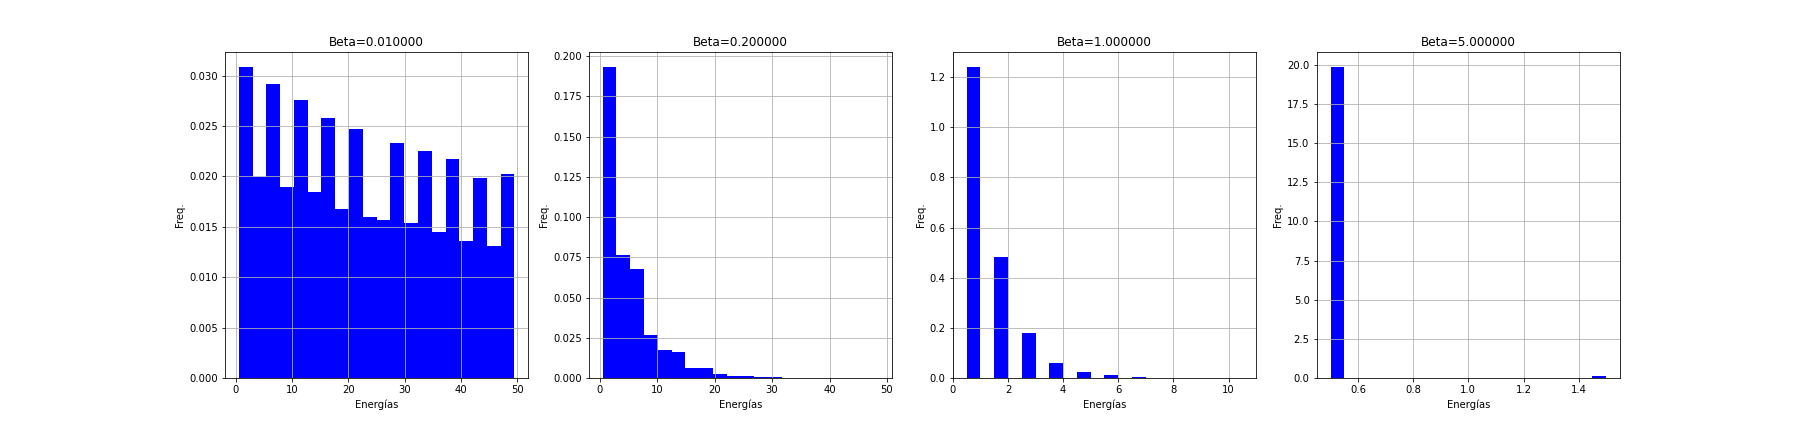 Beta=0.010000
Freq.
0.030
0.025
0.020
0.015
0.010
0.005
0.000
0 10 20 30 40 50
Energías
Beta=0.200000
Freq.
0.200
0.175
0.150
0.125
0.100
0.075
0.050
0.025
0.000
0 10 20 30 40 50
Energías
Beta=1.000000
Freq.
1.2
1.0
0.8
0.6
0.4
0.2
0.0
0 2 4 6 8 10
Energías
Beta=5.000000
Freq.
20.0
17.5
15.0
12.5
10.0
7.5
5.0
2.5
0.0
0.6 0.8 1.0 1.2 1.4
Energías